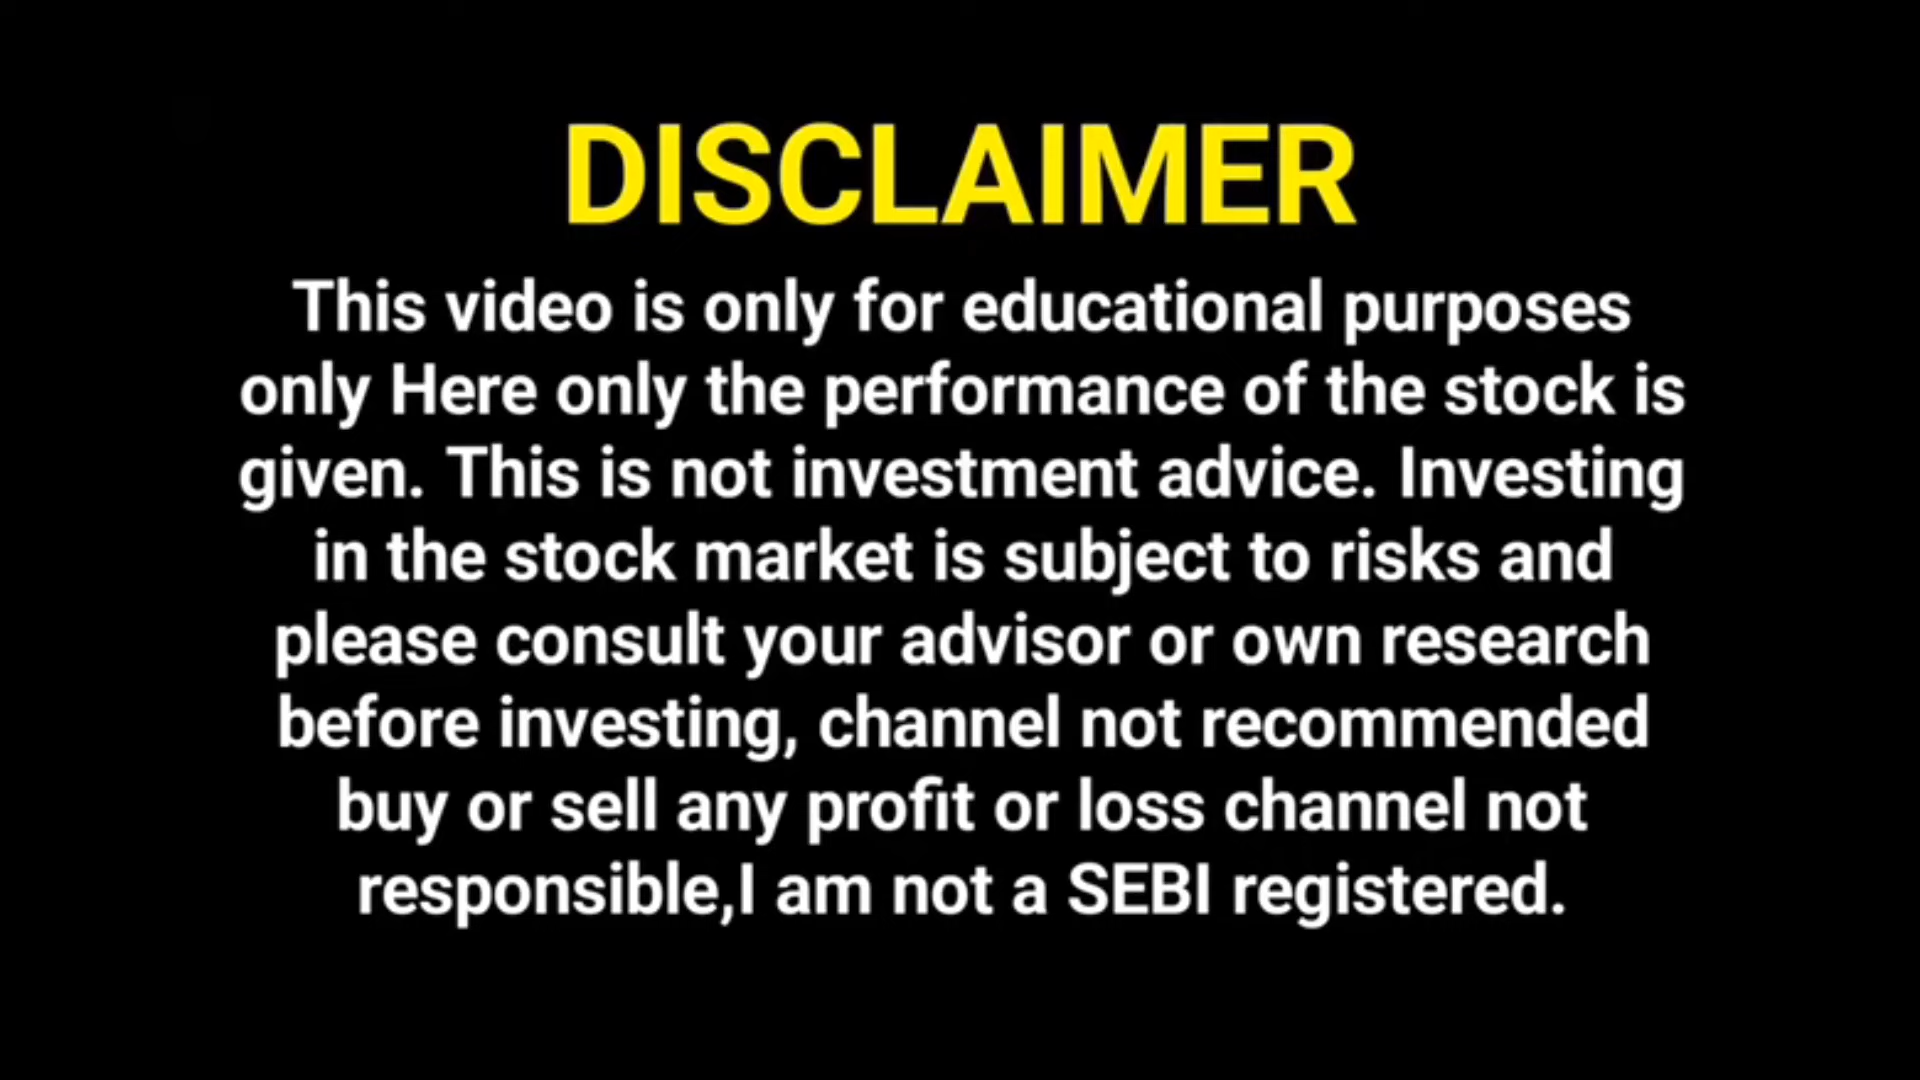 DISCLAIMER
This video is only for educational purposes
only Here only the performance of the stock is
given. This is not investment advice. Investing
in the stock market is subject to risks and
please consult your advisor or own research
before investing, channel not recommended
buy or sell any profit or loss channel not
responsible,I am not a SEBI registered.